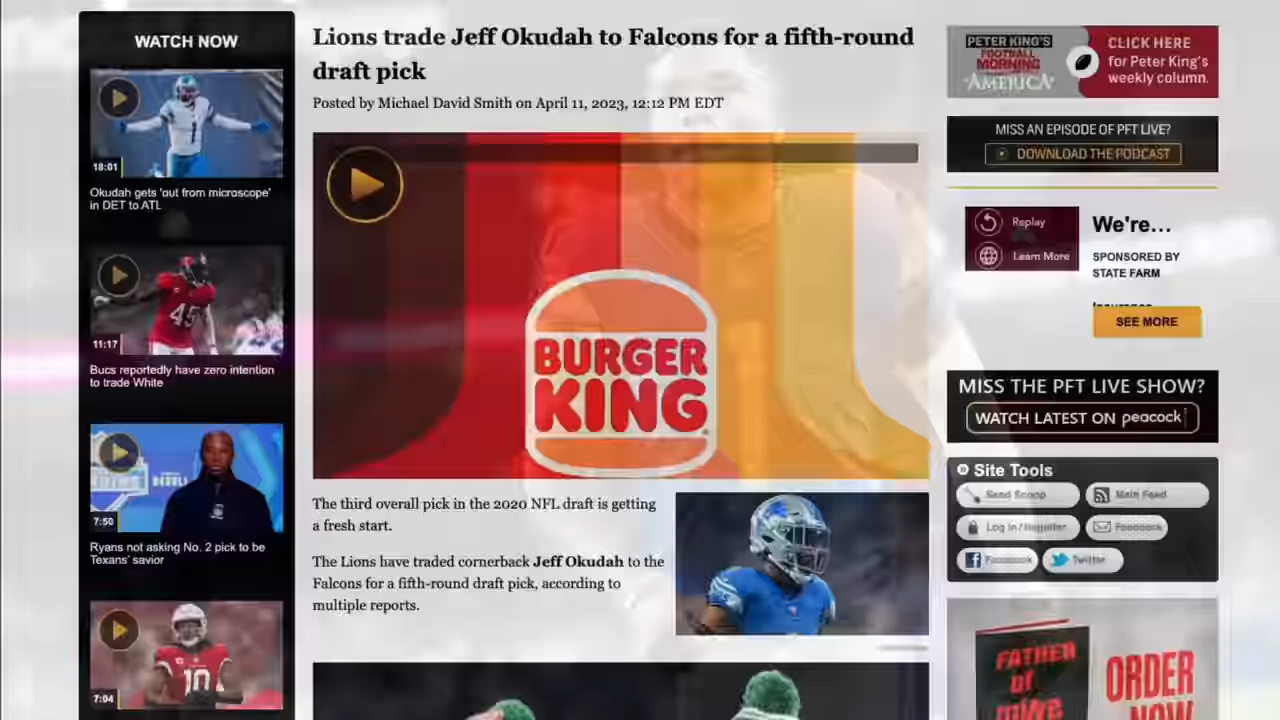 WATCH NOW
18:01
Okudah gets 'out from microscope'
in DET to ATL
11:17
Bucs reportedly have zero intention
to trade White
7:50
Ryans not asking No. 2 pick to be
Texans' savior
7:04
Lions trade Jeff Okudah to Falcons for a fifth-round
draft pick
Posted by Michael David Smith on April 11, 2023, 12:12 PM EDT
BURGER
KING
The third overall pick in the 2020 NFL draft is getting
a fresh start.
The Lions have traded cornerback Jeff Okudah to the
Falcons for a fifth-round draft pick, according to
multiple reports.
PETER KING'S
FOOTBALL
MORNING
IN
AMERICA
CLICK HERE
for Peter King's
weekly column.
MISS AN EPISODE OF PFT LIVE?
DOWNLOAD THE PODCAST
Replay
Learn More
We're...
SPONSORED BY
STATE FARM
SEE MORE
MISS THE PFT LIVE SHOW?
WATCH LATEST ON peacock
Site Tools
Send Scoop
Main Feed
Log in / Register
Feedback
Facebook
Twitter
FATHER
of
mike
ORDER
NOW